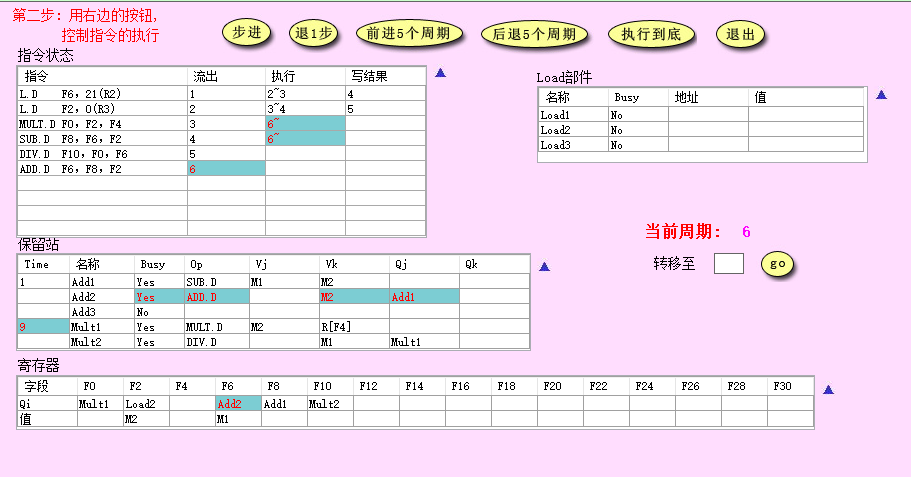 第二步：用右边的按钮，
控制指令的执行
步进 退1步 前进5个周期 后退5个周期 执行到底 退出
指令状态
指令 流出 执行 写结果
L.D F6，21(R2) 1 2~3 4
L.D F2，0(R3) 2 3~4 5
MULT.D F0，F2，F4 3 6~
SUB.D F8，F6，F2 4 6~
DIV.D F10，F0，F6 5
ADD.D F6，F8，F2 6
Load部件
名称 Busy 地址 值
Load1 No
Load2 No
Load3 No
当前周期： 6
转移至 go
保留站
Time 名称 Busy Op Vj Vk Qj Qk
1 Add1 Yes SUB.D M1 M2
Add2 Yes ADD.D M2 Add1
Add3 No
9 Mult1 Yes MULT.D M2 R[F4]
Mult2 Yes DIV.D M1 Mult1
寄存器
字段 F0 F2 F4 F6 F8 F10 F12 F14 F16 F18 F20 F22 F24 F26 F28 F30
Qi Mult1 Load2 Add2 Add1 Mult2
值 M2 M1